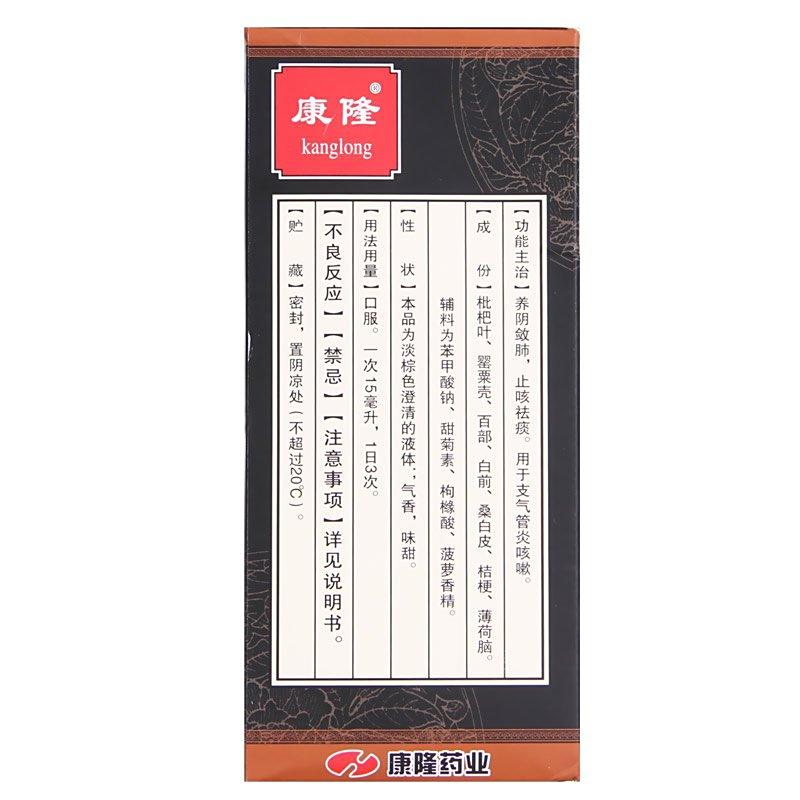 康隆®
kanglong
【功能主治】养阴敛肺，止咳祛痰。用于支气管炎咳嗽。
【成份】枇杷叶、罂粟壳、百部、白前、桑白皮、桔梗、薄荷脑。
辅料为苯甲酸钠、甜菊素、枸橼酸、菠萝香精。
【性状】本品为淡棕色澄清的液体；气香，味甜。
【用法用量】口服。一次15毫升，1日3次。
【不良反应】【禁忌】【注意事项】详见说明书。
【贮藏】密封，置阴凉处(不超过20℃)。
康隆药业